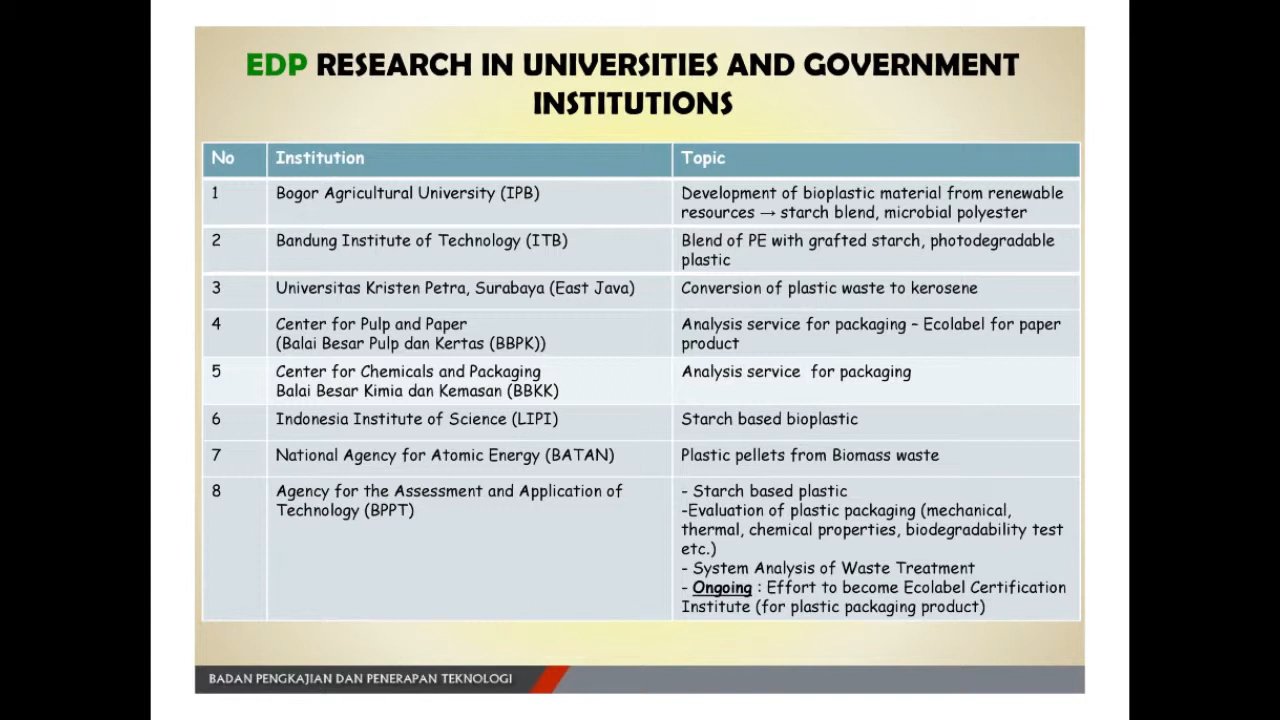 EDP RESEARCH IN UNIVERSITIES AND GOVERNMENT
INSTITUTIONS
No Institution Topic
1 Bogor Agricultural University (IPB) Development of bioplastic material from renewable
resources → starch blend, microbial polyester
2 Bandung Institute of Technology (ITB) Blend of PE with grafted starch, photodegradable
plastic
3 Universitas Kristen Petra, Surabaya (East Java) Conversion of plastic waste to kerosene
4 Center for Pulp and Paper Analysis service for packaging – Ecolabel for paper
(Balai Besar Pulp dan Kertas (BBPK)) product
5 Center for Chemicals and Packaging Analysis service for packaging
Balai Besar Kimia dan Kemasan (BBKK)
6 Indonesia Institute of Science (LIPI) Starch based bioplastic
7 National Agency for Atomic Energy (BATAN) Plastic pellets from Biomass waste
8 Agency for the Assessment and Application of - Starch based plastic
Technology (BPPT) -Evaluation of plastic packaging (mechanical,
thermal, chemical properties, biodegradability test
etc.)
- System Analysis of Waste Treatment
- Ongoing : Effort to become Ecolabel Certification
Institute (for plastic packaging product)
BADAN PENGKAJIAN DAN PENERAPAN TEKNOLOGI